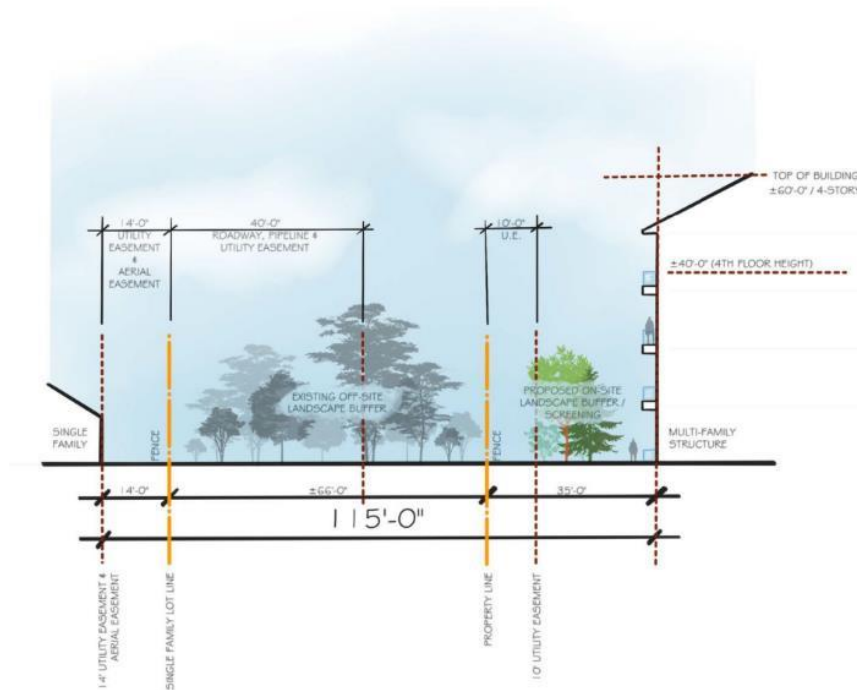 TOP OF BUILDING
±60'-0" / 4-STORY
14'-0"
UTILITY
EASEMENT
&
AERIAL
EASEMENT
40'-0"
ROADWAY, PIPELINE &
UTILITY EASEMENT
10'-0"
U.E.
±40'-0" (4TH FLOOR HEIGHT)
EXISTING OFF-SITE
LANDSCAPE BUFFER
PROPOSED ON-SITE
LANDSCAPE BUFFER /
SCREENING
SINGLE
FAMILY
FENCE
FENCE
MULTI-FAMILY
STRUCTURE
14'-0"
±66'-0"
35'-0"
115'-0"
14' UTILITY EASEMENT &
AERIAL EASEMENT
SINGLE FAMILY LOT LINE
PROPERTY LINE
10' UTILITY EASEMENT